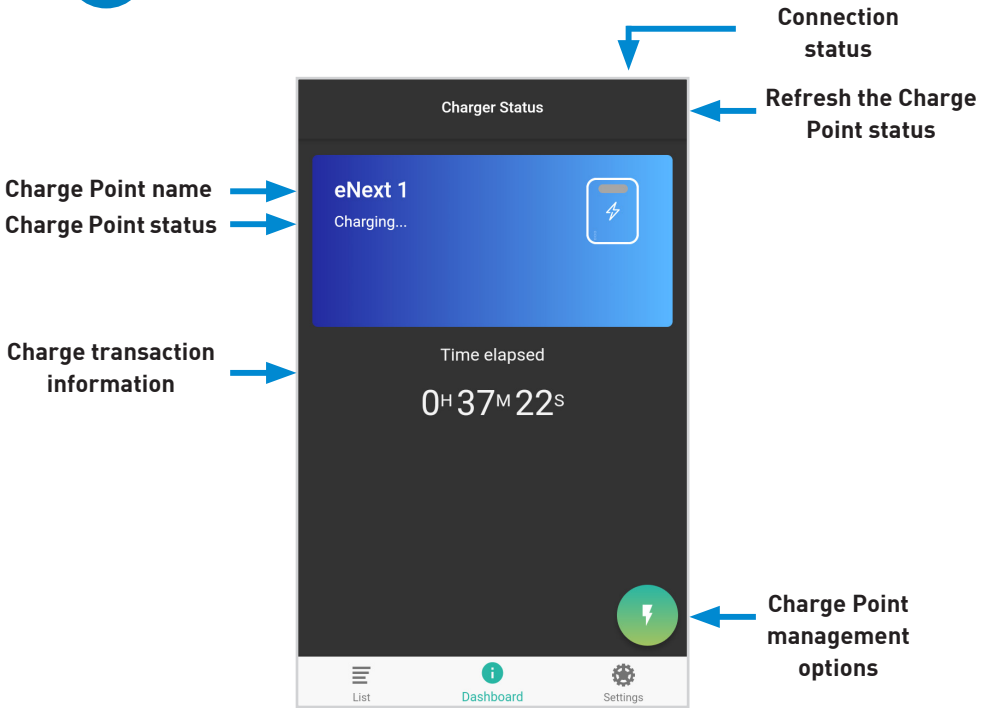 Connection
status
Charger Status
Refresh the Charge
Point status
Charge Point name
eNext 1
Charge Point status
Charging...
Charge transaction
information
Time elapsed
0H 37M 22S
Charge Point
management
options
List
Dashboard
Settings